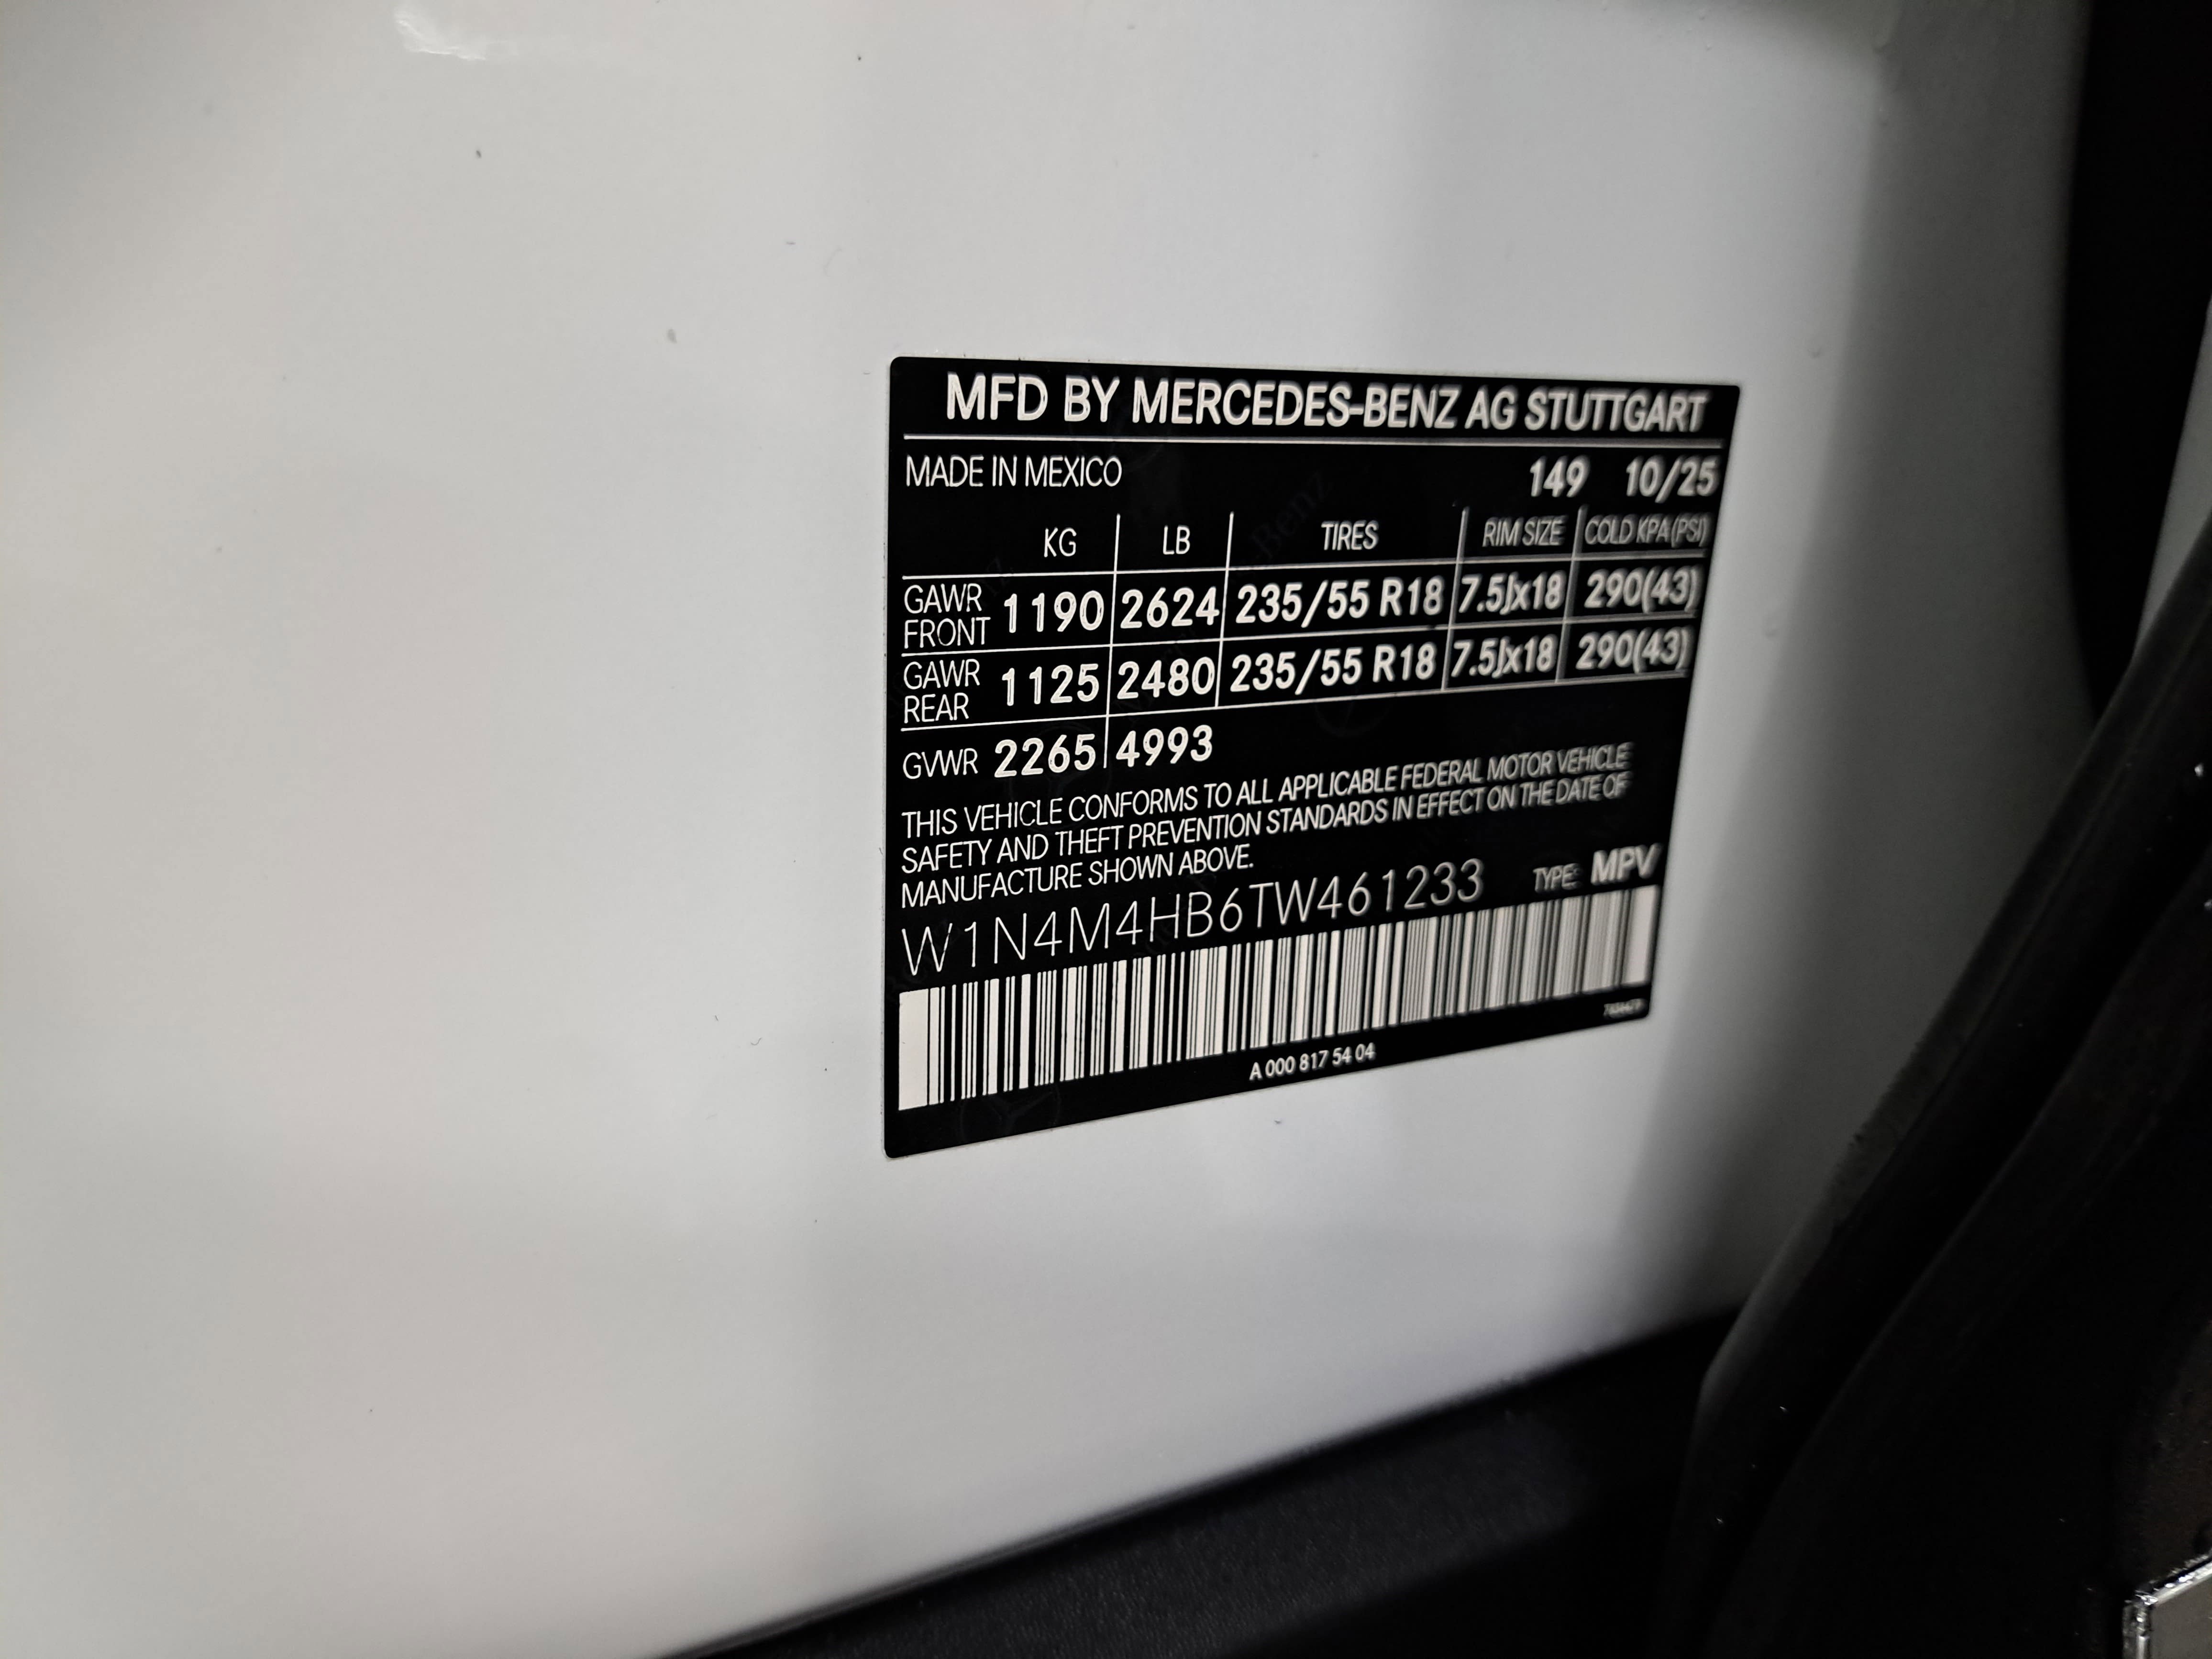 MFD BY MERCEDES-BENZ AG STUTTGART
MADE IN MEXICO 149 10/25
KG LB TIRES RIM SIZE COLD KPA (PSI)
GAWR FRONT 1190 2624 235/55 R18 7.5Jx18 290(43)
GAWR REAR 1125 2480 235/55 R18 7.5Jx18 290(43)
GVWR 2265 4993
THIS VEHICLE CONFORMS TO ALL APPLICABLE FEDERAL MOTOR VEHICLE
SAFETY AND THEFT PREVENTION STANDARDS IN EFFECT ON THE DATE OF
MANUFACTURE SHOWN ABOVE.
W1N4M4HB6TW461233 TYPE: MPV
A 000 817 54 04